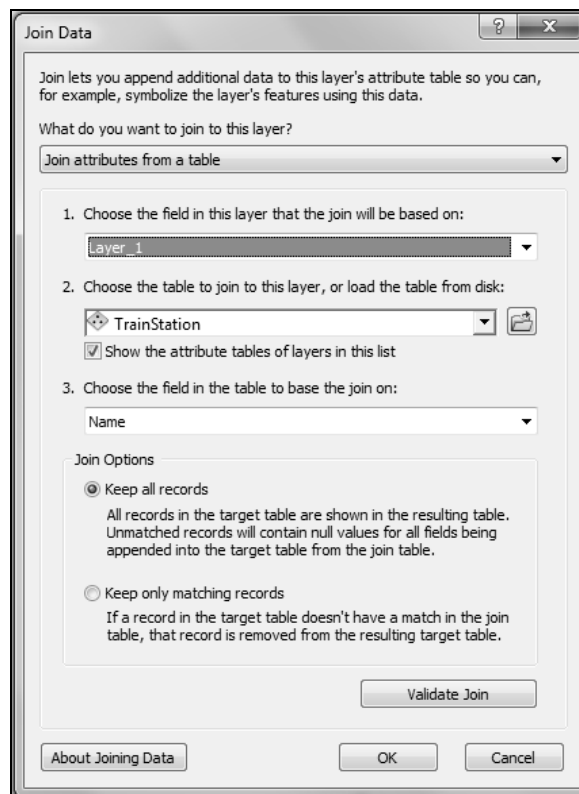 Join Data
?
X
Join lets you append additional data to this layer's attribute table so you can,
for example, symbolize the layer's features using this data.
What do you want to join to this layer?
Join attributes from a table
1. Choose the field in this layer that the join will be based on:
Layer_1
2. Choose the table to join to this layer, or load the table from disk:
TrainStation
Show the attribute tables of layers in this list
3. Choose the field in the table to base the join on:
Name
Join Options
Keep all records
All records in the target table are shown in the resulting table.
Unmatched records will contain null values for all fields being
appended into the target table from the join table.
Keep only matching records
If a record in the target table doesn't have a match in the join
table, that record is removed from the resulting target table.
Validate Join
About Joining Data
OK
Cancel